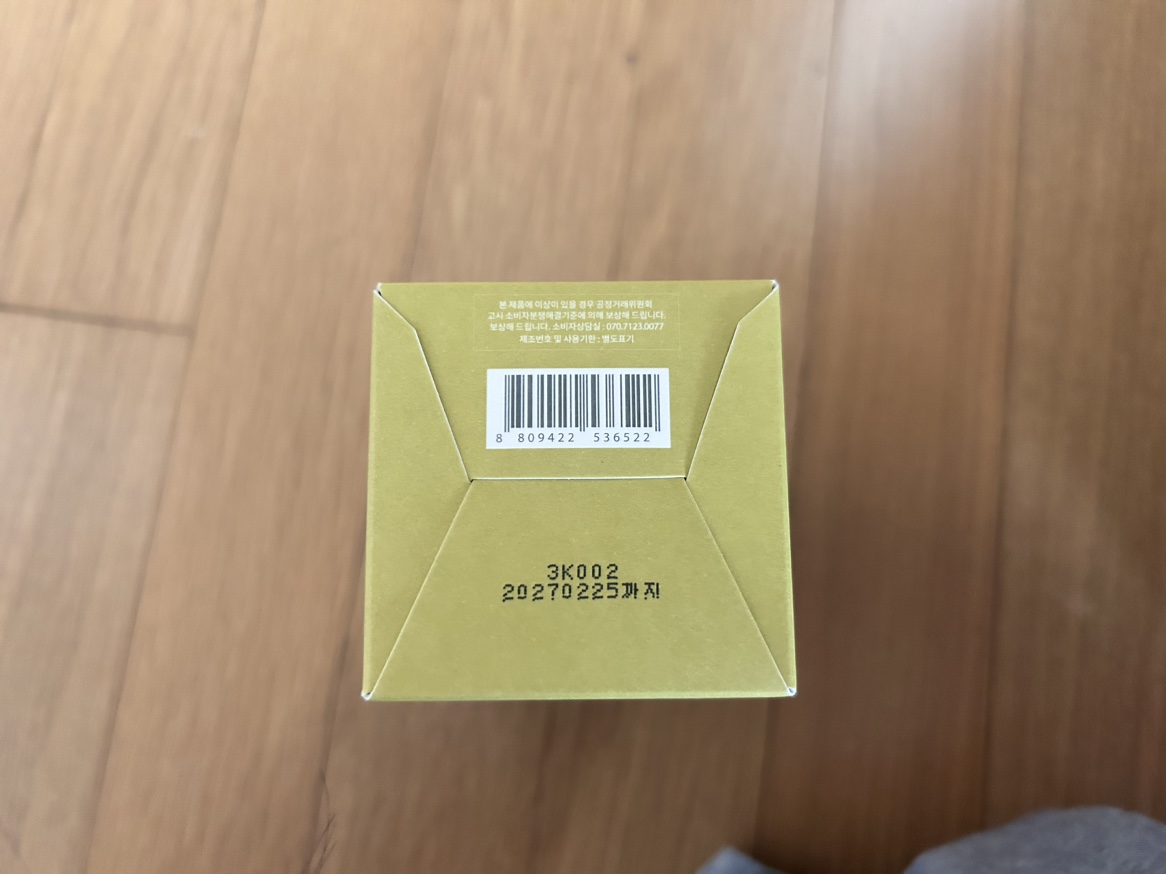 본 제품에 이상이 있을 경우 공정거래위원회
고시 소비자분쟁해결기준에 의해 보상해 드립니다.
보상해 드립니다. 소비자상담실 : 070.7123.0077
제조번호 및 사용기한 : 별도표기
8 809422 536522
3K002
20270225까지